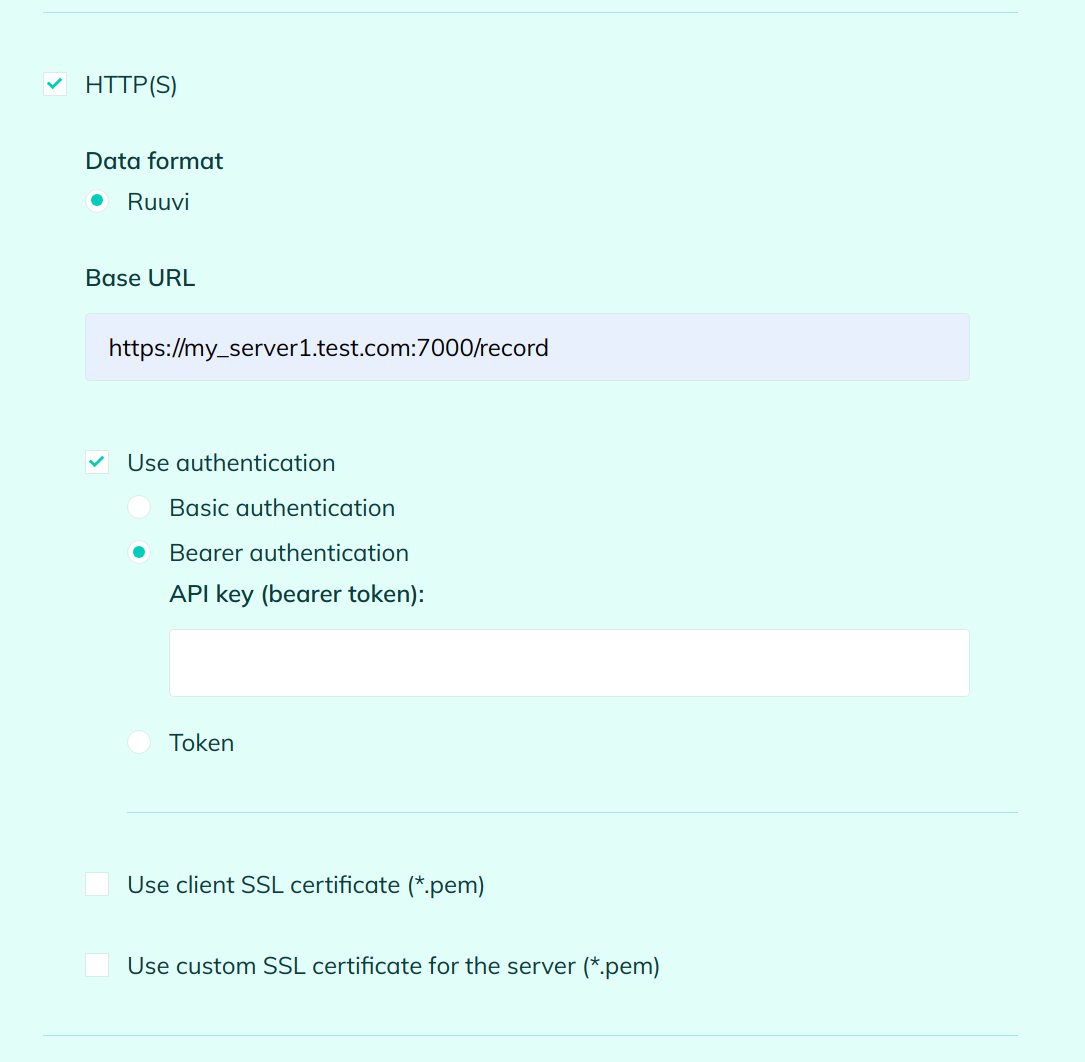 HTTP(S)
Data format
Ruuvi
Base URL
https://my_server1.test.com:7000/record
Use authentication
Basic authentication
Bearer authentication
API key (bearer token):
Token
Use client SSL certificate (*.pem)
Use custom SSL certificate for the server (*.pem)